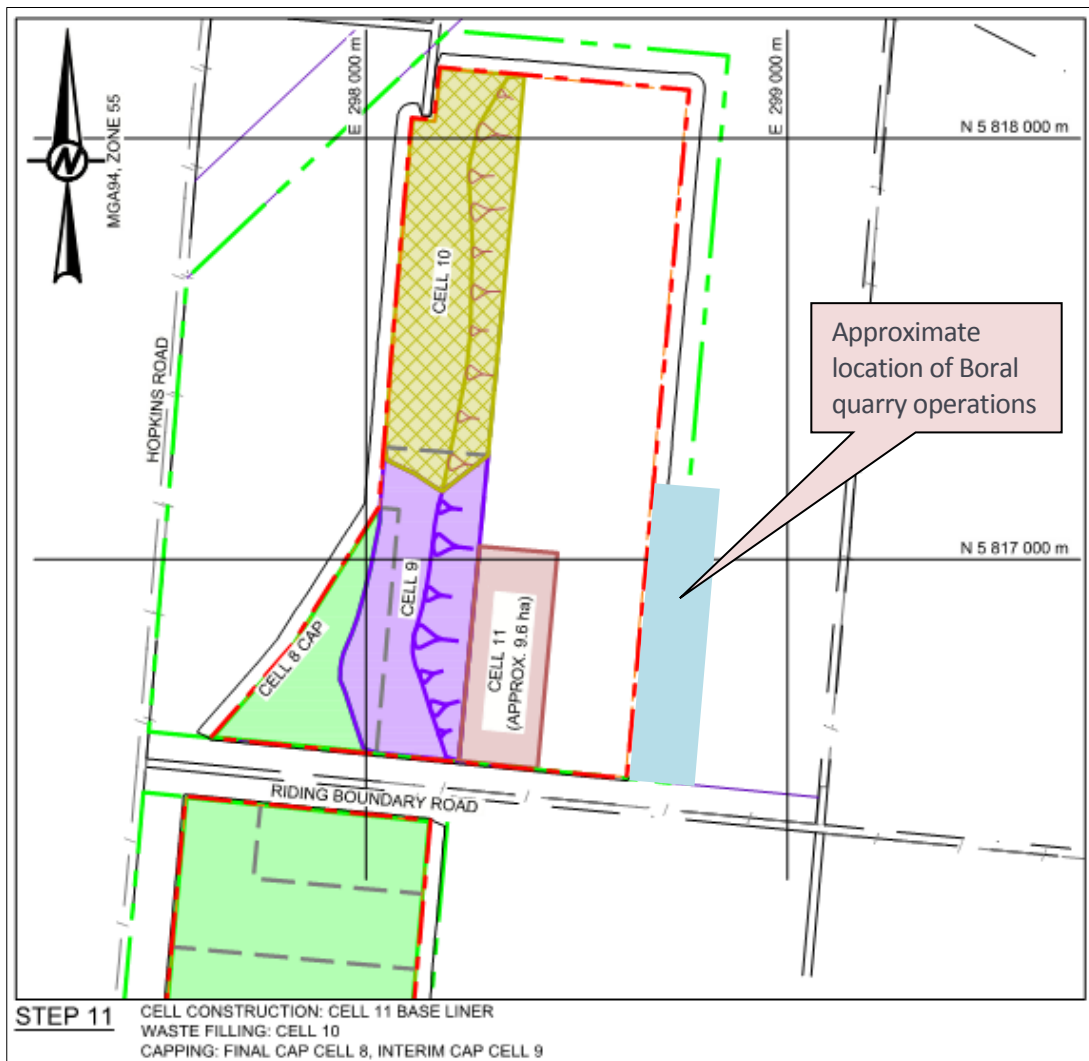 MGA94, ZONE 55
N
E 298 000 m
E 299 000 m
N 5 818 000 m
CELL 10
HOPKINS ROAD
Approximate
location of Boral
quarry operations
N 5 817 000 m
CELL 9
CELL 8 CAP
CELL 11
(APPROX. 9.6 ha)
RIDING BOUNDARY ROAD
STEP 11
CELL CONSTRUCTION: CELL 11 BASE LINER
WASTE FILLING: CELL 10
CAPPING: FINAL CAP CELL 8, INTERIM CAP CELL 9